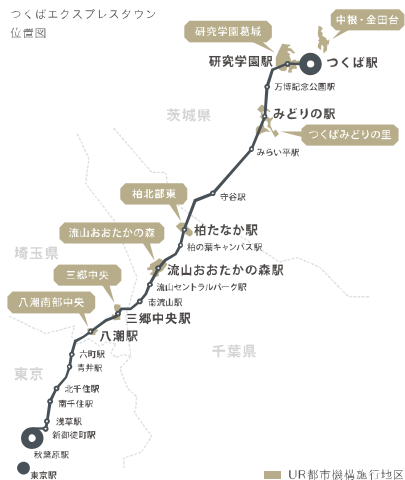 つくばエクスプレスタウン
位置図
中根・金田台
研究学園葛城
研究学園駅
つくば駅
万博記念公園駅
茨城県
みどりの駅
つくばみどりの里
みらい平駅
柏北部東
守谷駅
柏たなか駅
流山おおたかの森
柏の葉キャンパス駅
埼玉県
三郷中央
流山おおたかの森駅
流山セントラルパーク駅
八潮南部中央
南流山駅
三郷中央駅
八潮駅
千葉県
六町駅
青井駅
東京
北千住駅
南千住駅
浅草駅
新御徒町駅
秋葉原駅
東京駅
UR都市機構施行地区